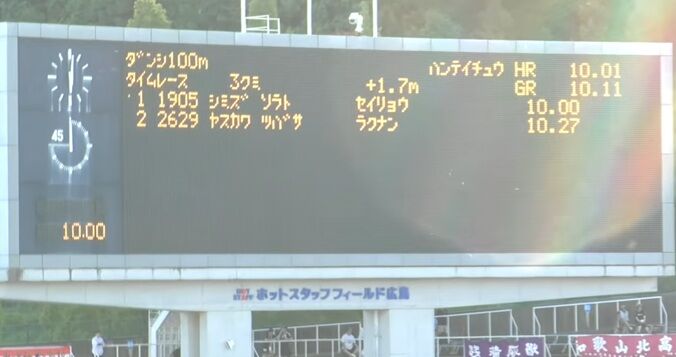 ダンシ100m
タイムレース 3クミ +1.7m ハンテイチュウ HR 10.01
GR 10.11
1 1905 シミズ ソラト セイリョウ 10.00
2 2629 ヤスカワ ツバサ ラクナン 10.27
45
10.00
HOT STAFF ホットスタッフフィールド広島
和歌山北高